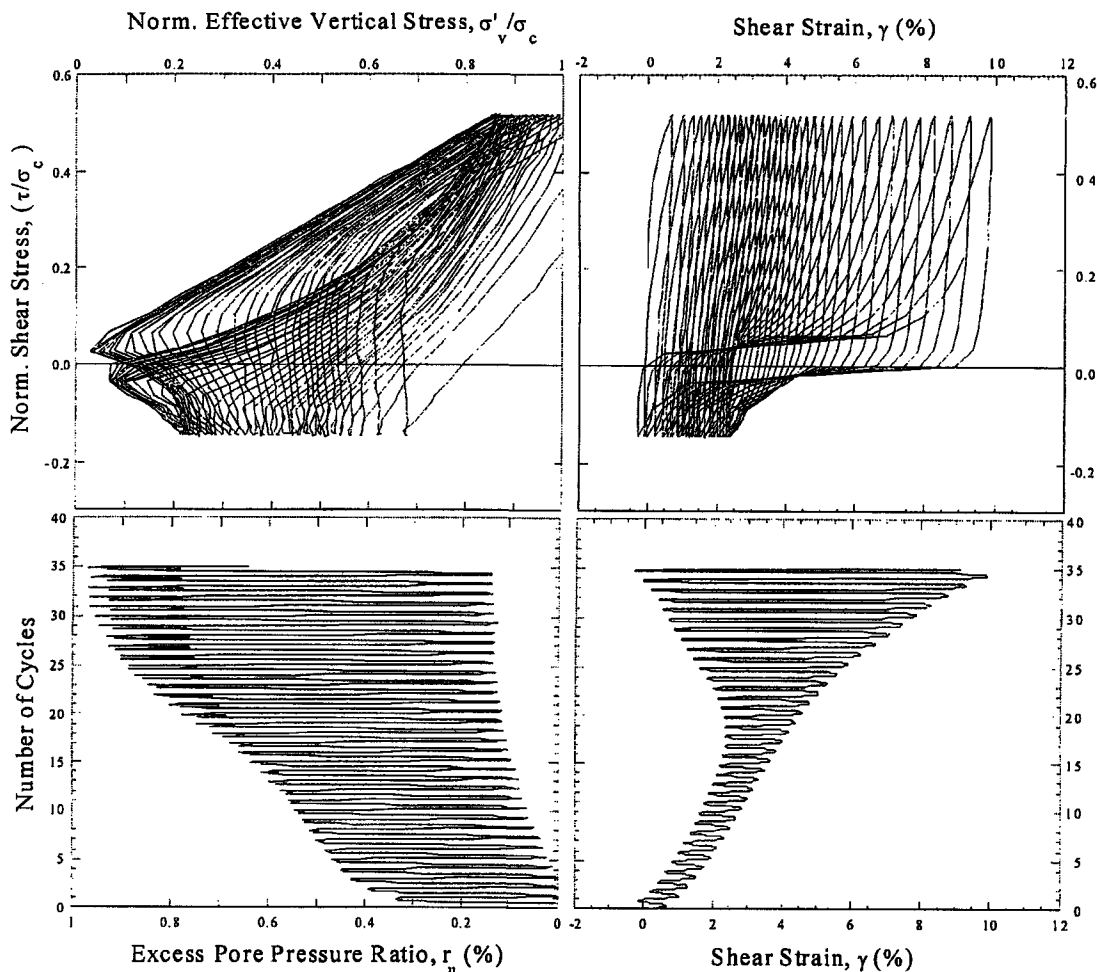 Norm. Effective Vertical Stress, σ'v/σc
Shear Strain, γ (%)
0 0.2 0.4 0.6 0.8 1
-2 0 2 4 6 8 10 12
Norm. Shear Stress, (τ/σc)
0.6
0.4
0.2
0.0
-0.2
0.6
0.4
0.2
0.0
-0.2
Number of Cycles
40
35
30
25
20
15
10
5
0
40
35
30
25
20
15
10
5
0
1 0.8 0.6 0.4 0.2
-2 0 2 4 6 8 10 12
Excess Pore Pressure Ratio, ru (%)
Shear Strain, γ (%)